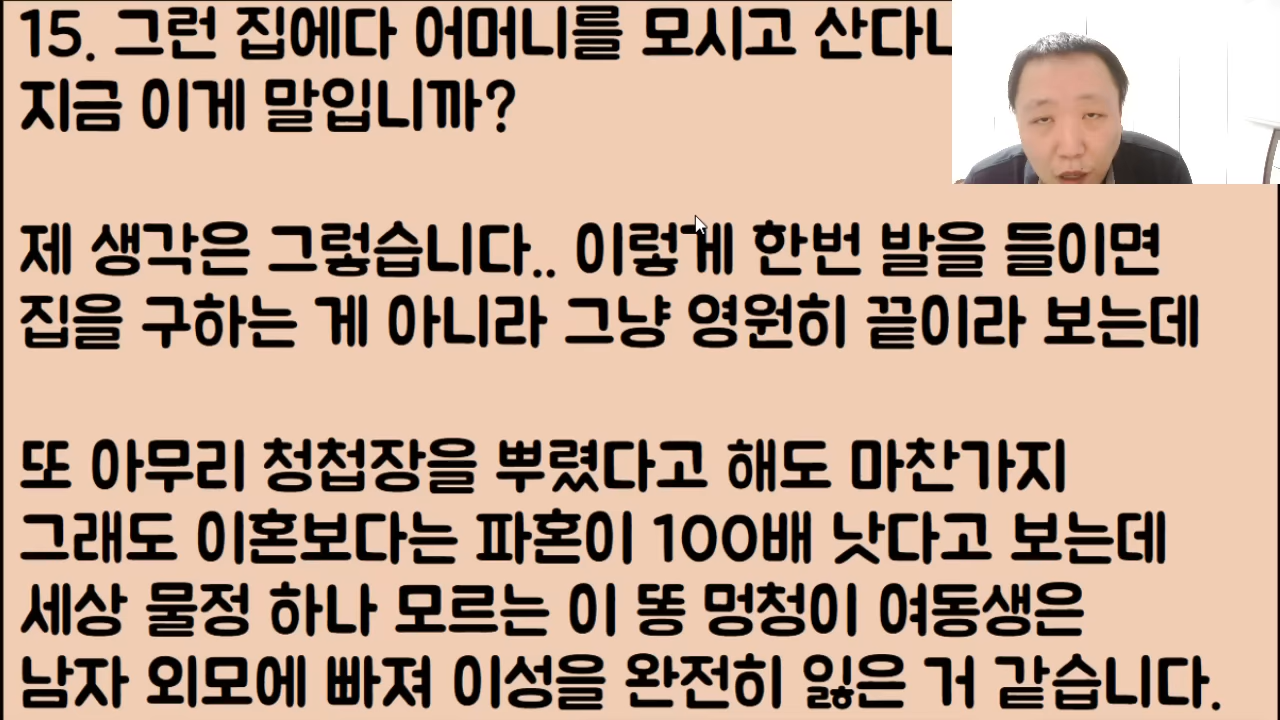 15. 그런 집에다 어머니를 모시고 산다니
지금 이게 말입니까?
제 생각은 그렇습니다.. 이렇게 한번 발을 들이면
집을 구하는 게 아니라 그냥 영원히 끝이라 보는데
또 아무리 청첩장을 뿌렸다고 해도 마찬가지
그래도 이혼보다는 파혼이 100배 낫다고 보는데
세상 물정 하나 모르는 이 똥 멍청이 여동생은
남자 외모에 빠져 이성을 완전히 잃은 거 같습니다.